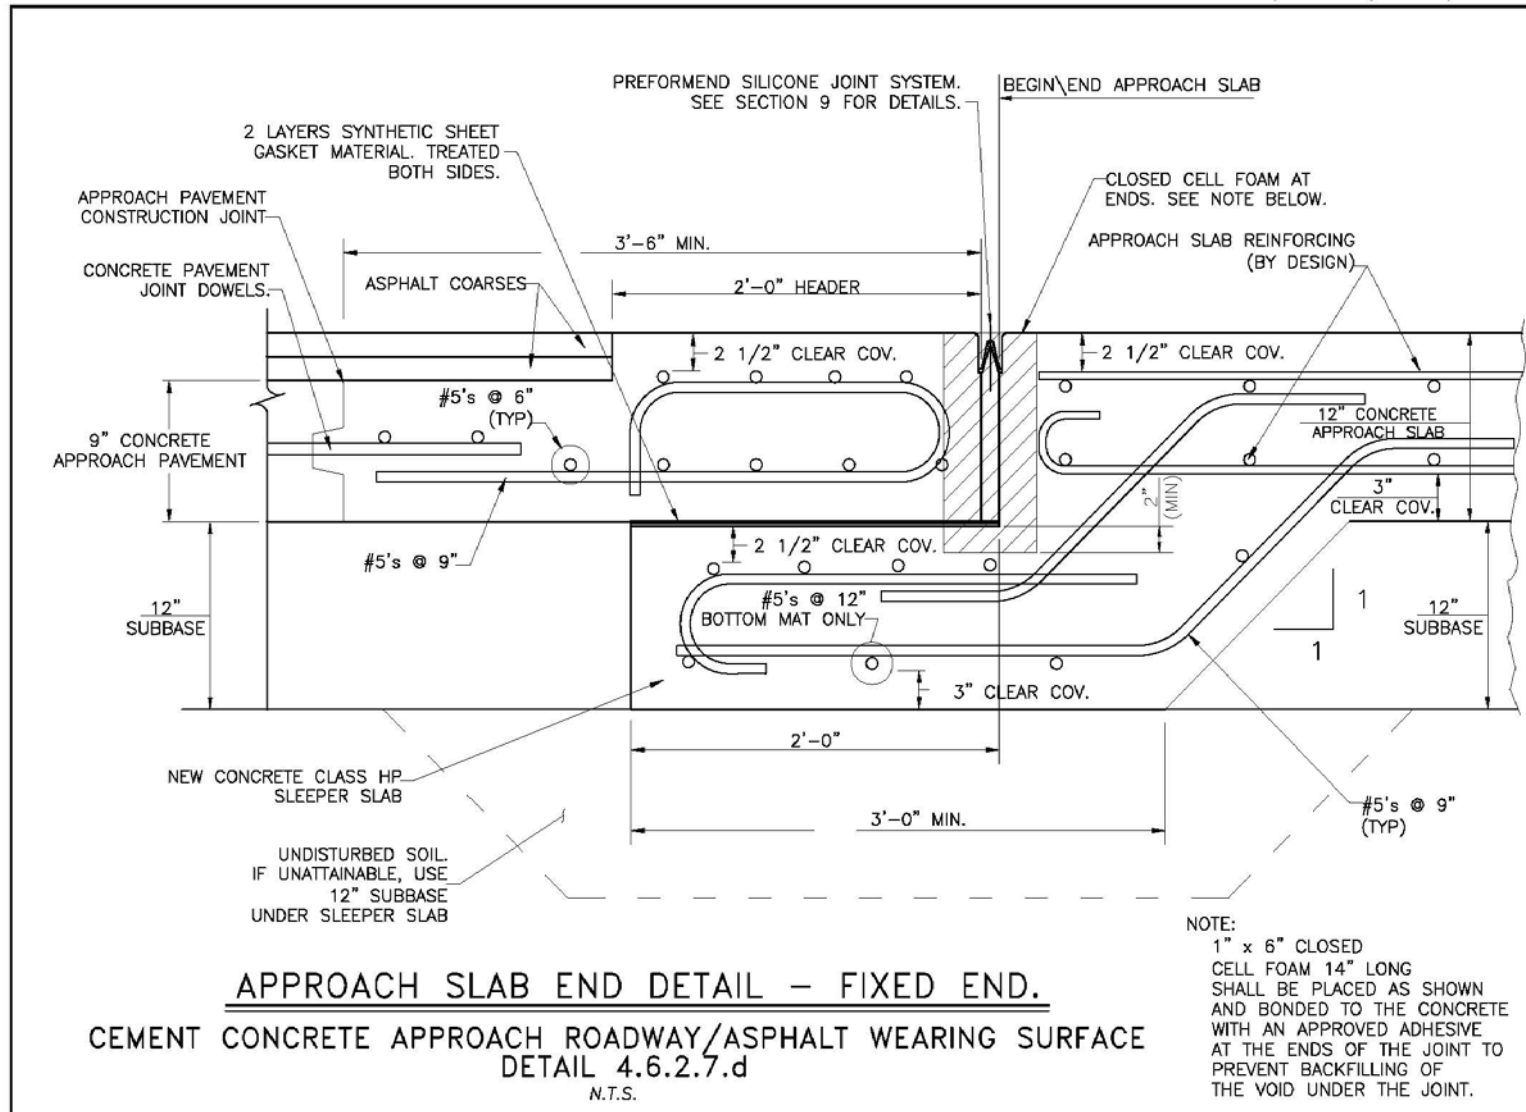 PREFORMEND SILICONE JOINT SYSTEM.
SEE SECTION 9 FOR DETAILS.
BEGIN\END APPROACH SLAB
2 LAYERS SYNTHETIC SHEET
GASKET MATERIAL. TREATED
BOTH SIDES.
CLOSED CELL FOAM AT
ENDS. SEE NOTE BELOW.
APPROACH PAVEMENT
CONSTRUCTION JOINT
3'-6" MIN.
APPROACH SLAB REINFORCING
(BY DESIGN)
CONCRETE PAVEMENT
JOINT DOWELS.
ASPHALT COARSES
2'-0" HEADER
2 1/2" CLEAR COV.
2 1/2" CLEAR COV.
#5's @ 6"
(TYP)
12" CONCRETE
APPROACH SLAB
9" CONCRETE
APPROACH PAVEMENT
2"
(MIN)
3"
CLEAR COV.
2 1/2" CLEAR COV.
#5's @ 9"
#5's @ 12"
BOTTOM MAT ONLY
12"
SUBBASE
1
1
12"
SUBBASE
3" CLEAR COV.
2'-0"
NEW CONCRETE CLASS HP
SLEEPER SLAB
3'-0" MIN.
#5's @ 9"
(TYP)
UNDISTURBED SOIL.
IF UNATTAINABLE, USE
12" SUBBASE
UNDER SLEEPER SLAB
NOTE:
1" x 6" CLOSED
CELL FOAM 14" LONG
SHALL BE PLACED AS SHOWN
AND BONDED TO THE CONCRETE
WITH AN APPROVED ADHESIVE
AT THE ENDS OF THE JOINT TO
PREVENT BACKFILLING OF
THE VOID UNDER THE JOINT.
APPROACH SLAB END DETAIL – FIXED END.
CEMENT CONCRETE APPROACH ROADWAY/ASPHALT WEARING SURFACE
DETAIL 4.6.2.7.d
N.T.S.